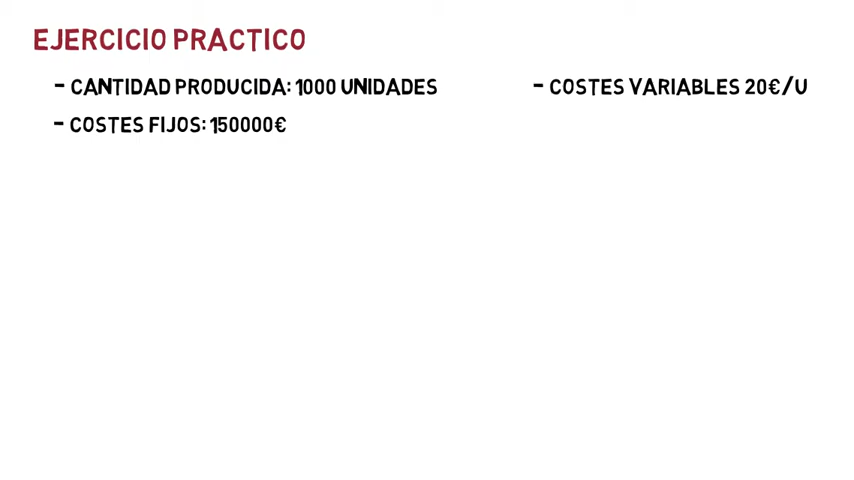 EJERCICIO PRACTICO
- CANTIDAD PRODUCIDA: 1000 UNIDADES
- COSTES VARIABLES 20€/U
- COSTES FIJOS: 150000€